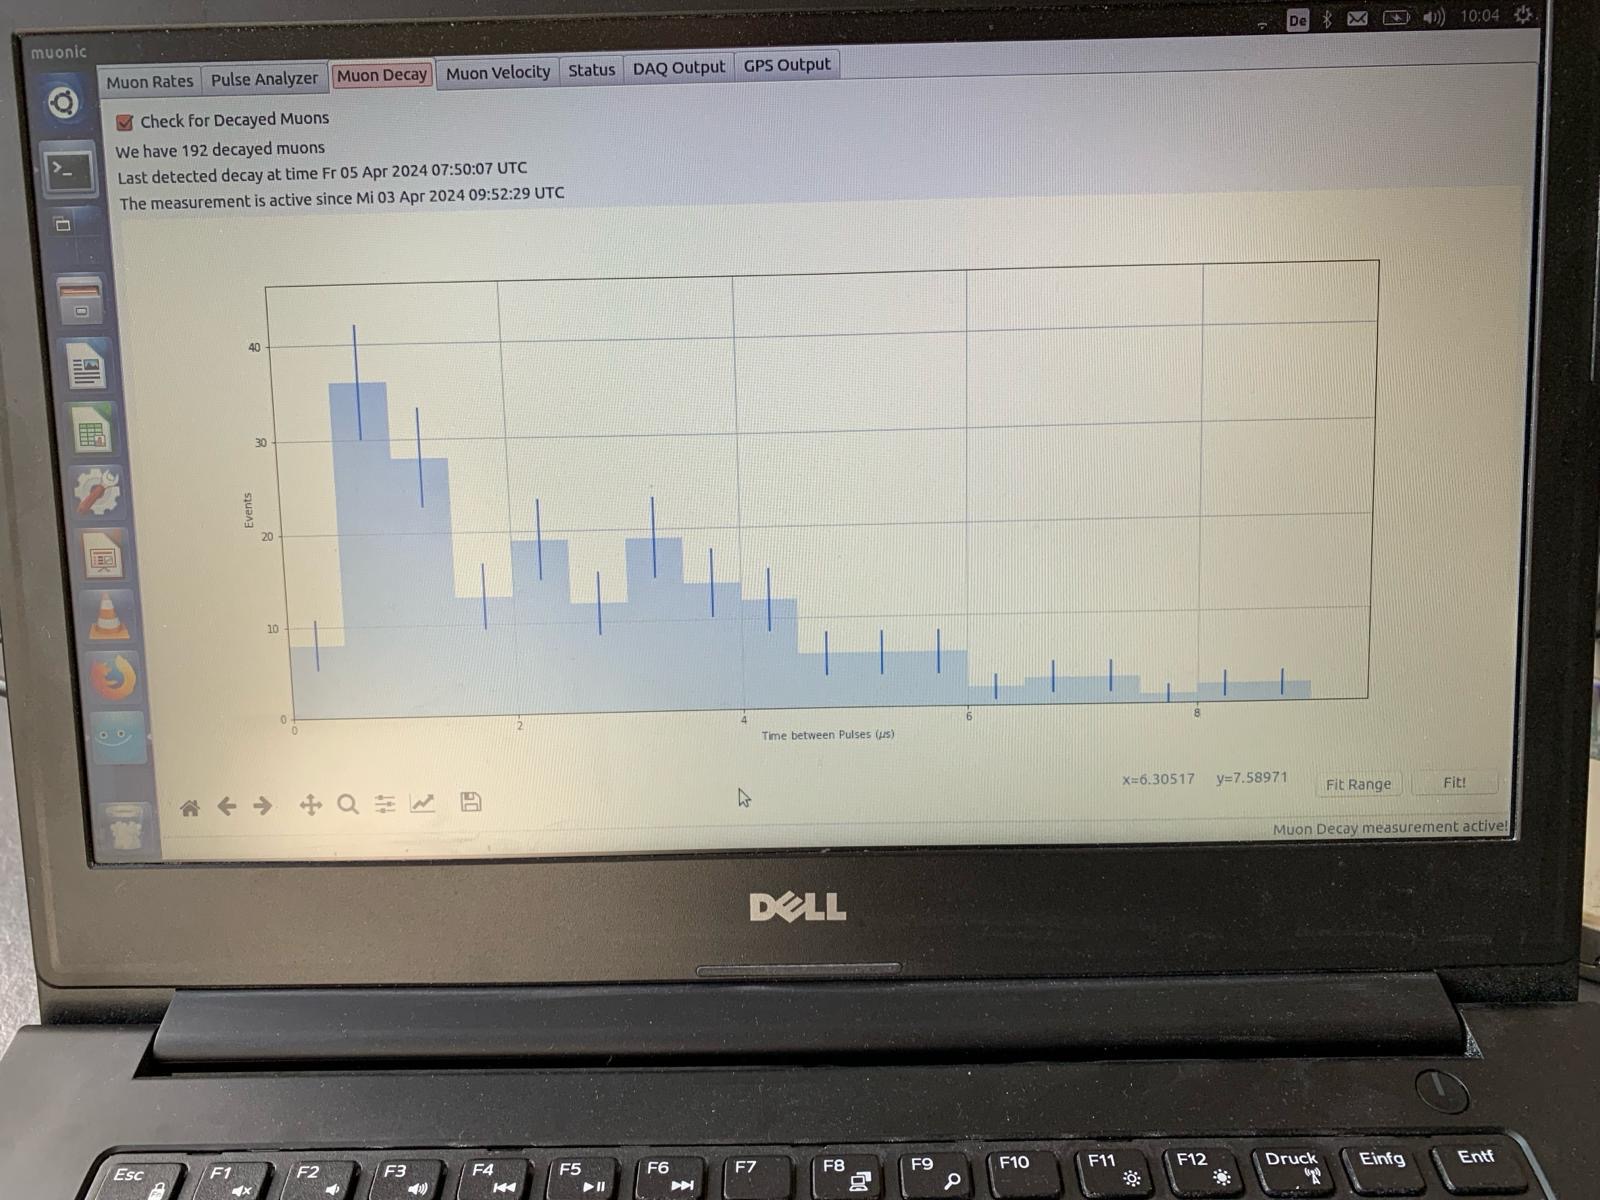 muonic
De
10:04
Muon Rates
Pulse Analyzer
Muon Decay
Muon Velocity
Status
DAQ Output
GPS Output
Check for Decayed Muons
We have 192 decayed muons
Last detected decay at time Fr 05 Apr 2024 07:50:07 UTC
The measurement is active since Mi 03 Apr 2024 09:52:29 UTC
40
30
20
10
0
Events
0 2 4 6 8
Time between Pulses (μs)
x=6.30517 y=7.58971
Fit Range
Fit!
Muon Decay measurement active!
DELL
Esc F1 F2 F3 F4 F5 F6 F7 F8 F9 F10 F11 F12 Druck Einfg Entf